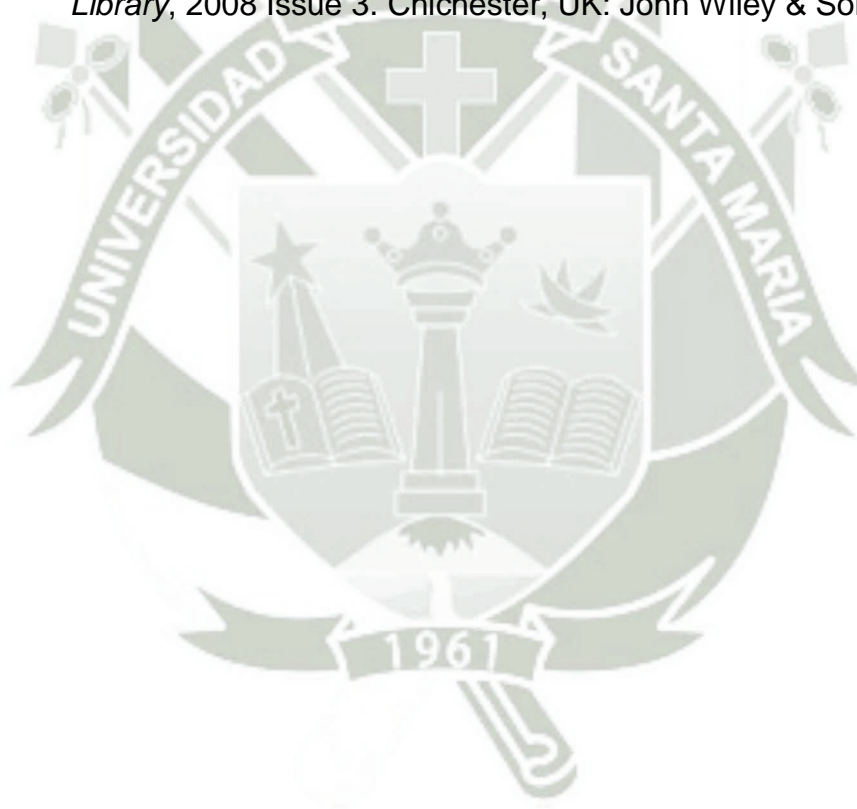 Library, 2008 Issue 3. Chichester, UK: John Wiley & So
UNIVERSIDAD
SANTA MARIA
1961